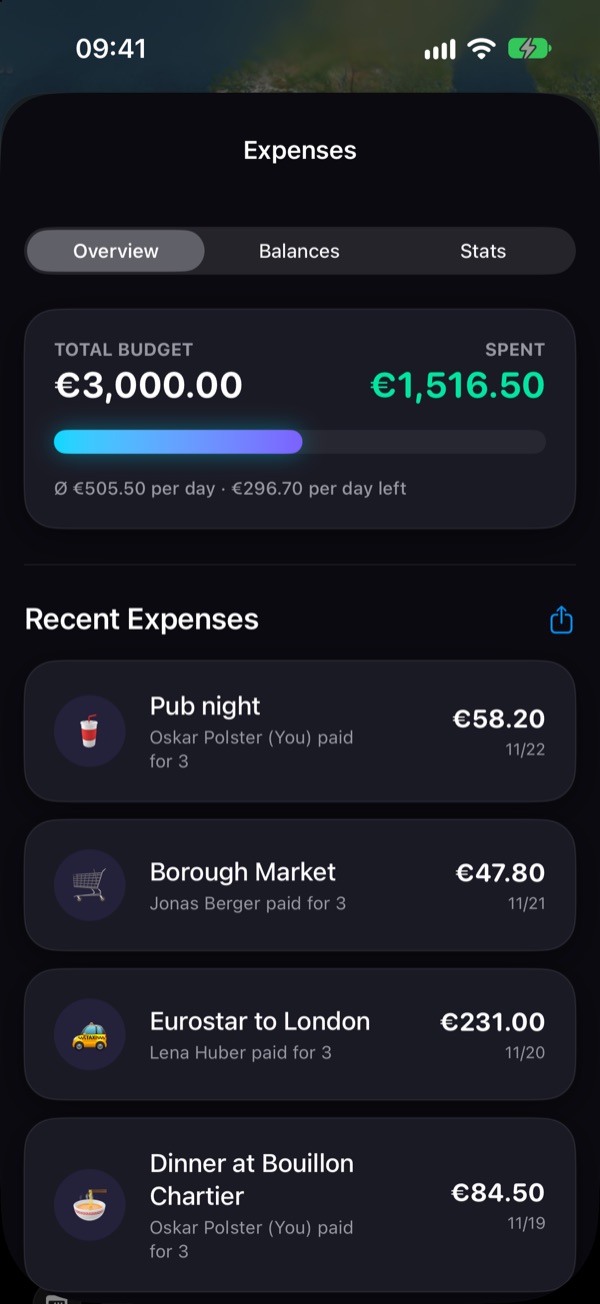 09:41
Expenses
Overview
Balances
Stats
TOTAL BUDGET
SPENT
€3,000.00
€1,516.50
Ø €505.50 per day · €296.70 per day left
Recent Expenses
Pub night
Oskar Polster (You) paid
for 3
€58.20
11/22
Borough Market
Jonas Berger paid for 3
€47.80
11/21
Eurostar to London
Lena Huber paid for 3
€231.00
11/20
Dinner at Bouillon
Chartier
Oskar Polster (You) paid
for 3
€84.50
11/19